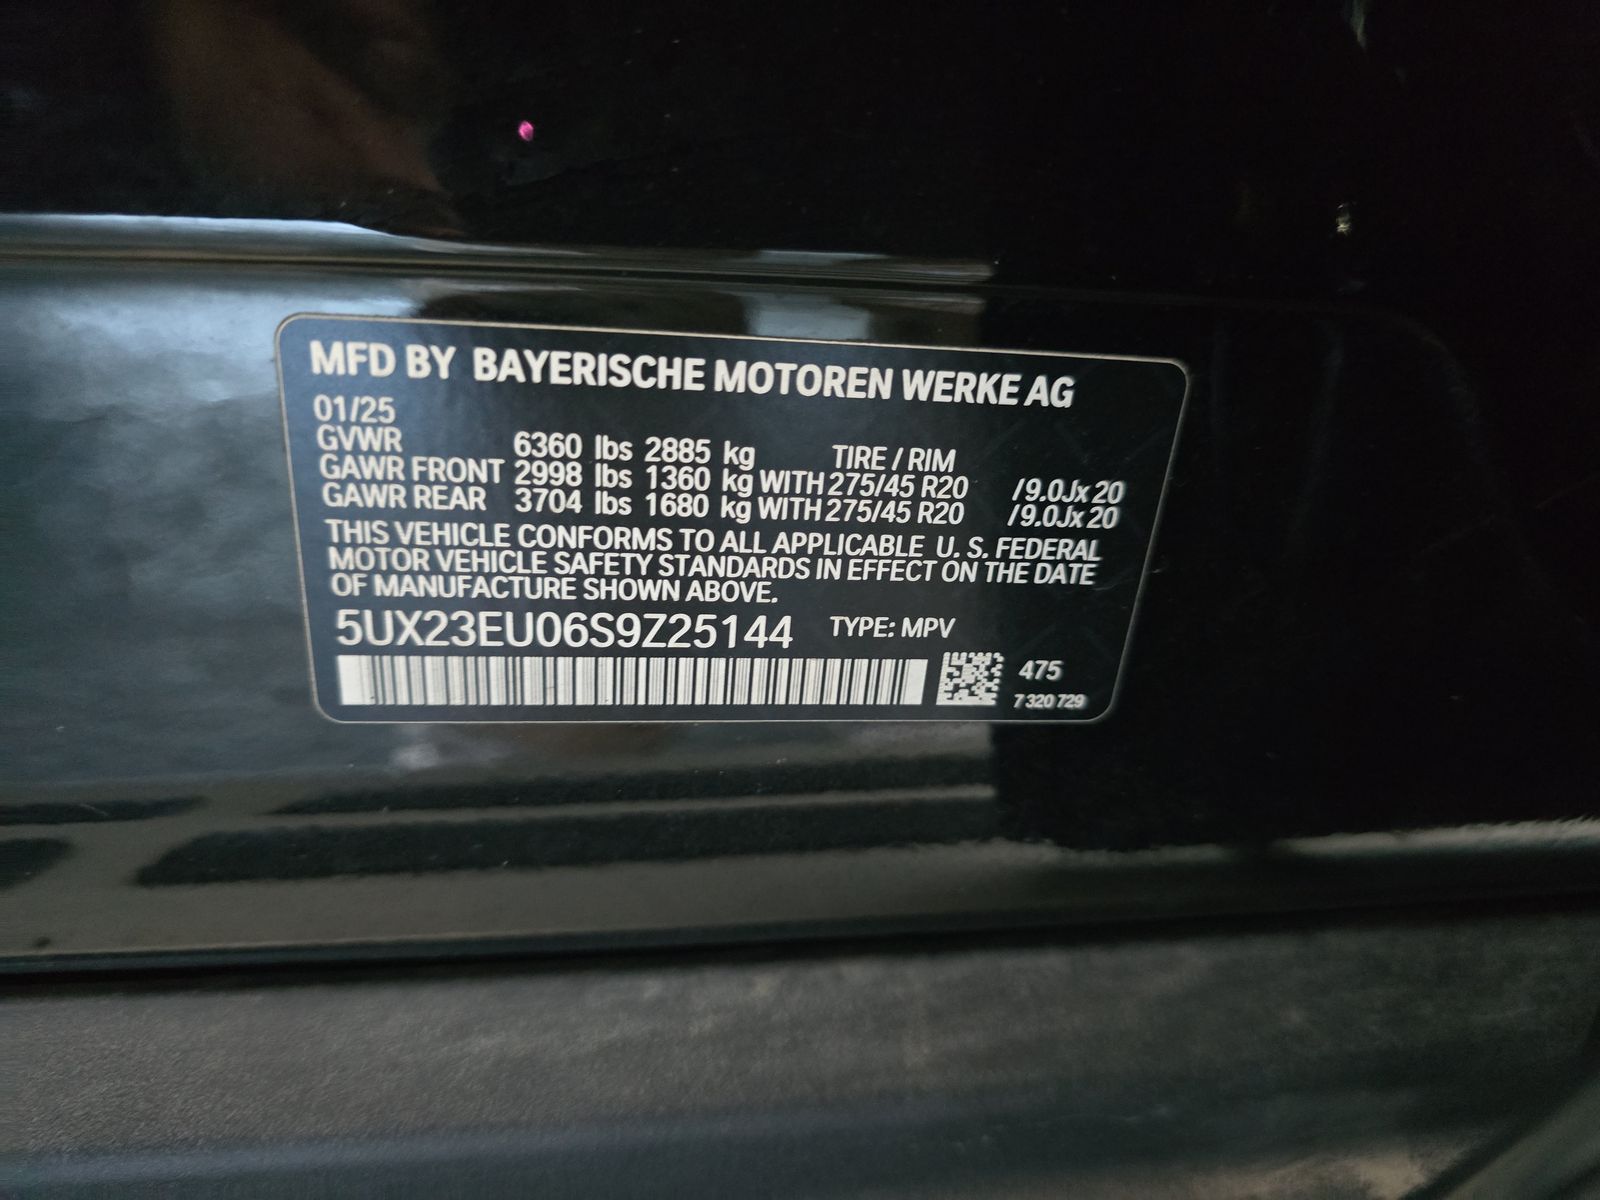 MFD BY BAYERISCHE MOTOREN WERKE AG
01/25
GVWR 6360 lbs 2885 kg TIRE / RIM
GAWR FRONT 2998 lbs 1360 kg WITH 275/45 R20 /9.0Jx20
GAWR REAR 3704 lbs 1680 kg WITH 275/45 R20 /9.0Jx20
THIS VEHICLE CONFORMS TO ALL APPLICABLE U. S. FEDERAL
MOTOR VEHICLE SAFETY STANDARDS IN EFFECT ON THE DATE
OF MANUFACTURE SHOWN ABOVE.
5UX23EU06S9Z25144 TYPE: MPV
475
7 320 729